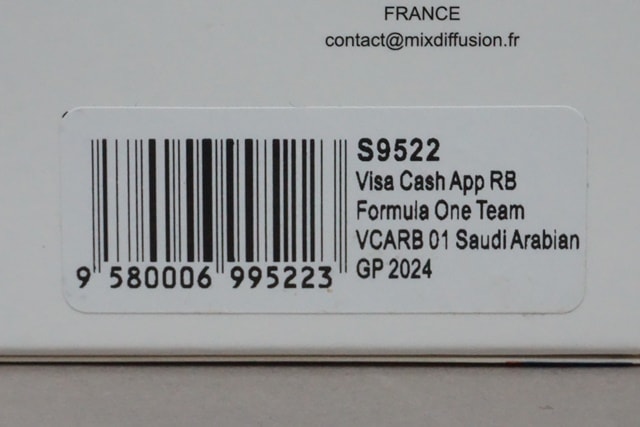 FRANCE
contact@mixdiffusion.fr
S9522
Visa Cash App RB
Formula One Team
VCARB 01 Saudi Arabian
GP 2024
9 580006 995223